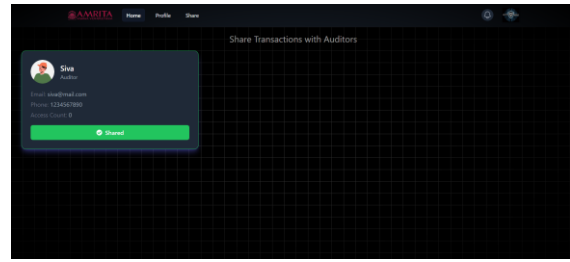 AMRITA Home Profile Share
Share Transactions with Auditors
Siva
Auditor
Email: siva@mail.com
Phone: 1234567890
Access Count: 0
Shared